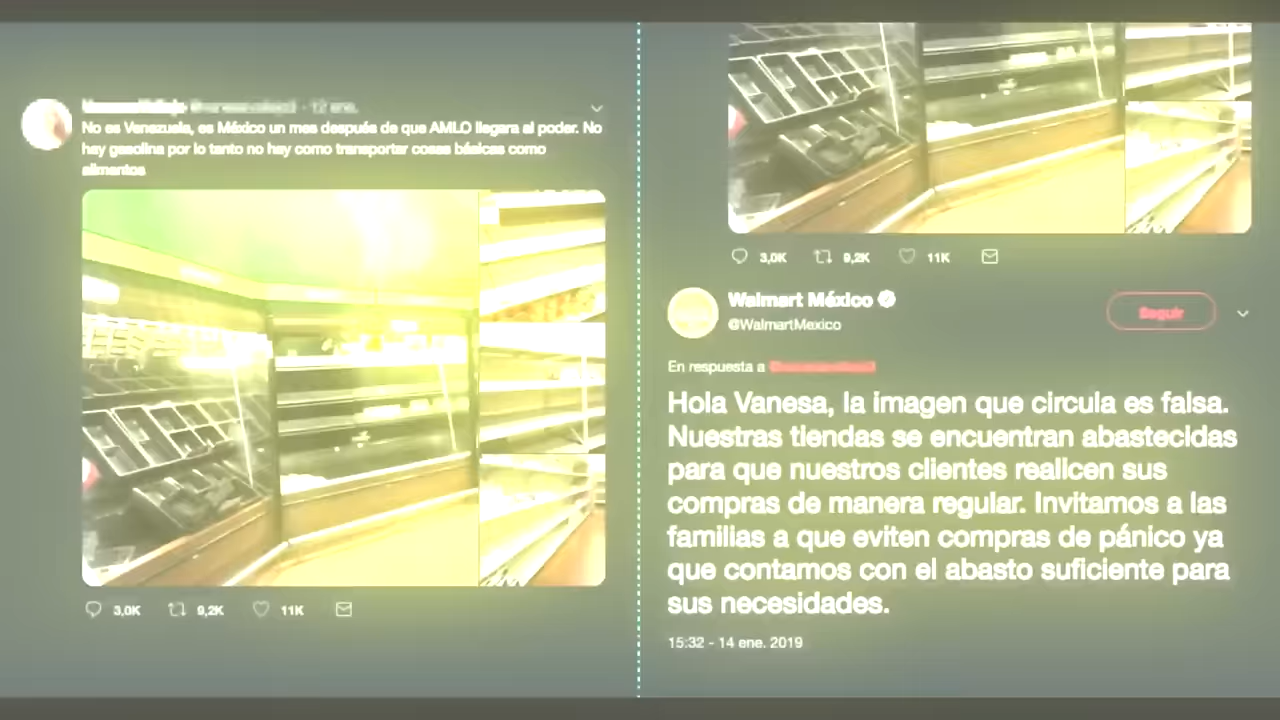 12 ene.
No es Venezuela, es México un mes después de que AMLO llegara al poder. No
hay gasolina por lo tanto no hay como transportar cosas básicas como
alimentos
3,0K 9,2K 11K
3,0K 9,2K 11K
Walmart México
@WalmartMexico
Seguir
En respuesta a
Hola Vanesa, la imagen que circula es falsa.
Nuestras tiendas se encuentran abastecidas
para que nuestros clientes realicen sus
compras de manera regular. Invitamos a las
familias a que eviten compras de pánico ya
que contamos con el abasto suficiente para
sus necesidades.
15:32 - 14 ene. 2019